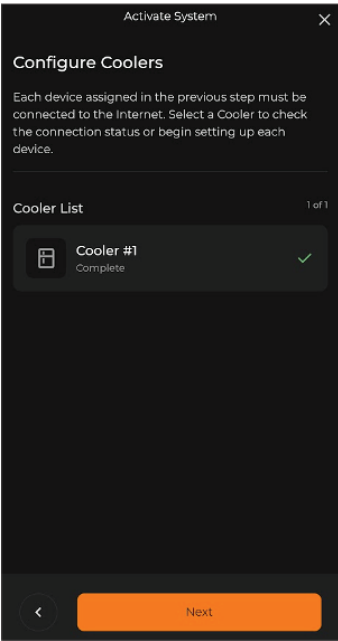 Activate System
Configure Coolers
Each device assigned in the previous step must be
connected to the Internet. Select a Cooler to check
the connection status or begin setting up each
device.
Cooler List
1 of 1
Cooler #1
Complete
Next